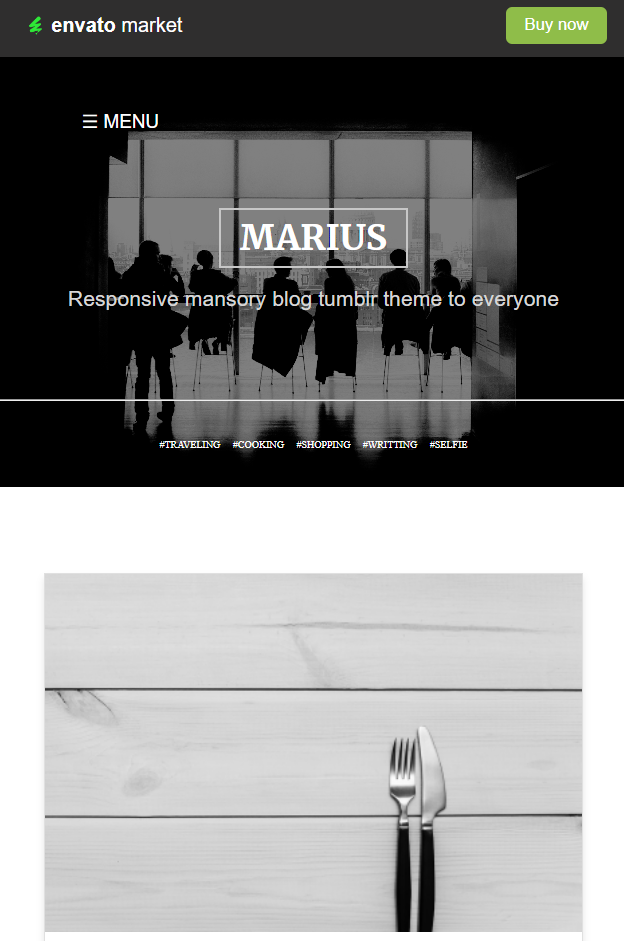 envato market
Buy now
☰ MENU
MARIUS
Responsive mansory blog tumblr theme to everyone
#TRAVELING #COOKING #SHOPPING #WRITTING #SELFIE